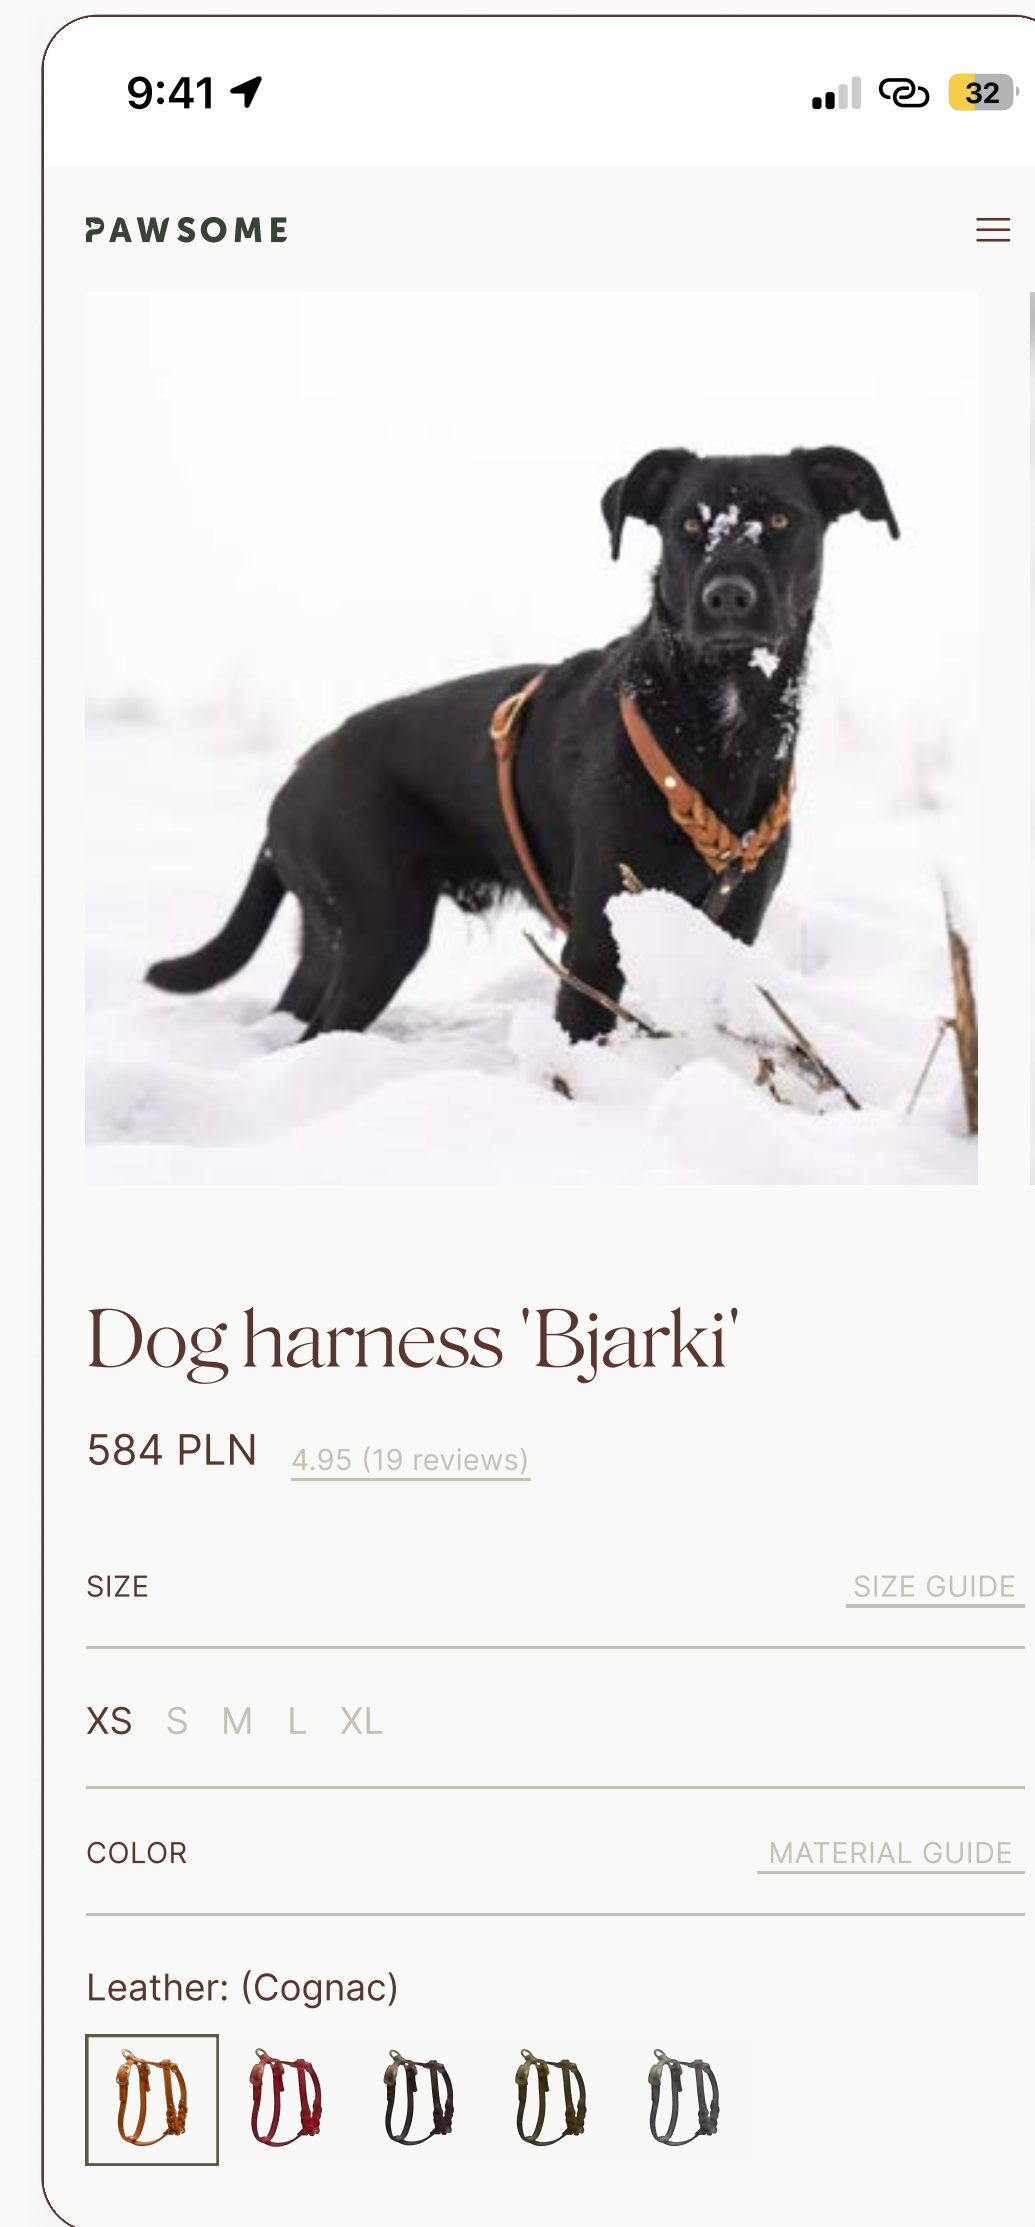 9:41
32
PAWSOME
Dog harness 'Bjarki'
584 PLN 4.95 (19 reviews)
SIZE SIZE GUIDE
XS S M L XL
COLOR MATERIAL GUIDE
Leather: (Cognac)